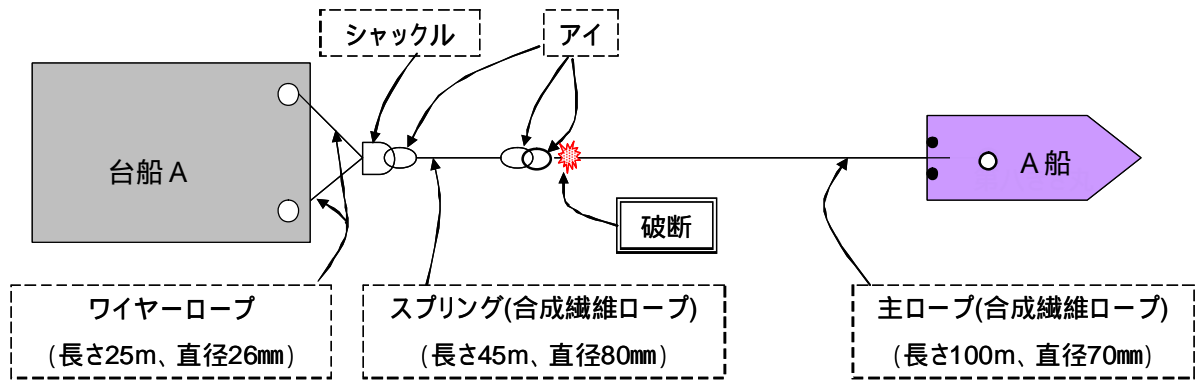 シャックル
アイ
台船A
A船
破断
ワイヤーロープ
(長さ25m、直径26㎜)
スプリング(合成繊維ロープ)
(長さ45m、直径80㎜)
主ロープ(合成繊維ロープ)
(長さ100m、直径70㎜)